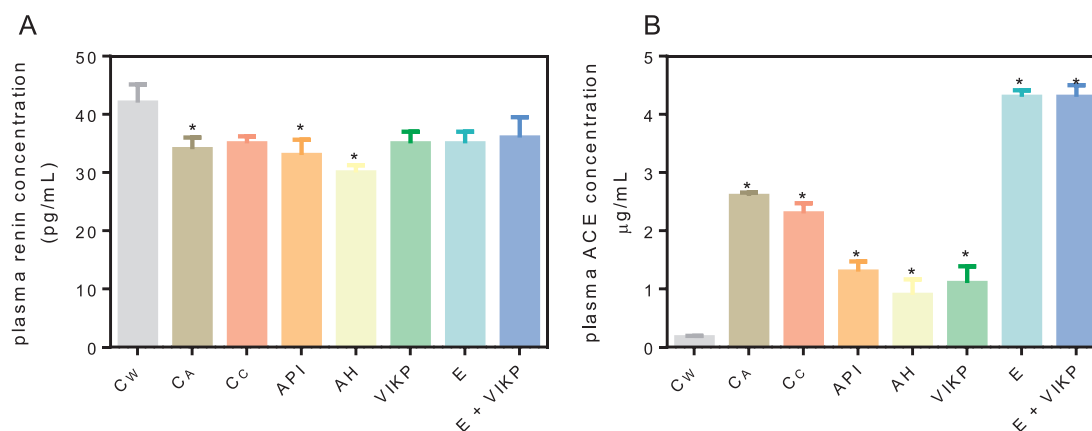 A
plasma renin concentration
(pg/mL)
50
40
30
20
10
0
*
*
*
CW
CA
CC
API
AH
VIKP
E
E + VIKP
B
plasma ACE concentration
µg/mL
5
4
3
2
1
0
*
*
*
*
*
*
*
CW
CA
CC
API
AH
VIKP
E
E + VIKP